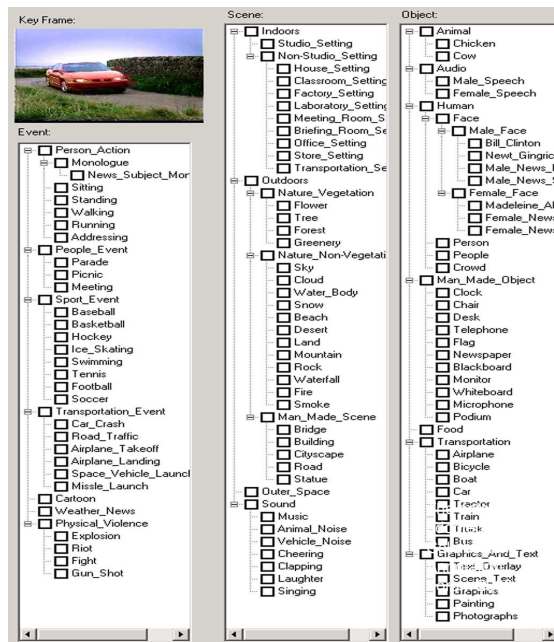 Key Frame:
Event:
Person_Action
Monologue
News_Subject_Mor
Sitting
Standing
Walking
Running
Addressing
People_Event
Parade
Picnic
Meeting
Sport_Event
Baseball
Basketball
Hockey
Ice_Skating
Swimming
Tennis
Football
Soccer
Transportation_Event
Car_Crash
Road_Traffic
Airplane_Takeoff
Airplane_Landing
Space_Vehicle_Launcl
Missle_Launch
Cartoon
Weather_News
Physical_Violence
Explosion
Riot
Fight
Gun_Shot
Scene:
Indoors
Studio_Setting
Non-Studio_Setting
House_Setting
Classroom_Setting
Factory_Setting
Laboratory_Setting
Meeting_Room_S
Briefing_Room_Se
Office_Setting
Store_Setting
Transportation_Se
Outdoors
Nature_Vegetation
Flower
Tree
Forest
Greenery
Nature_Non-Vegetati
Sky
Cloud
Water_Body
Snow
Beach
Desert
Land
Mountain
Rock
Waterfall
Fire
Smoke
Man_Made_Scene
Bridge
Building
Cityscape
Road
Statue
Outer_Space
Sound
Music
Animal_Noise
Vehicle_Noise
Cheering
Clapping
Laughter
Singing
Object:
Animal
Chicken
Cow
Audio
Male_Speech
Female_Speech
Human
Face
Male_Face
Bill_Clinton
Newt_Gingric
Male_News_
Male_News_
Female_Face
Madeleine_Al
Female_News
Female_News
Person
People
Crowd
Man_Made_Object
Clock
Chair
Desk
Telephone
Flag
Newspaper
Blackboard
Monitor
Whiteboard
Microphone
Podium
Food
Transportation
Airplane
Bicycle
Boat
Car
Tractor
Train
Truck
Bus
Graphics_And_Text
Text_Overlay
Scene_Text
Graphics
Painting
Photographs